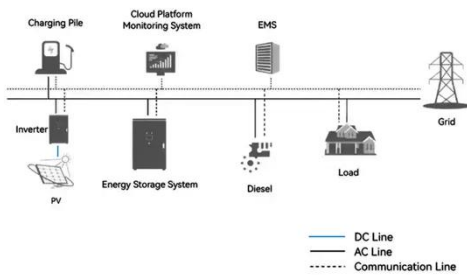 Charging Pile
Cloud Platform
Monitoring System
EMS
Grid
Inverter
PV
Energy Storage System
Diesel
Load
DC Line
AC Line
Communication Line